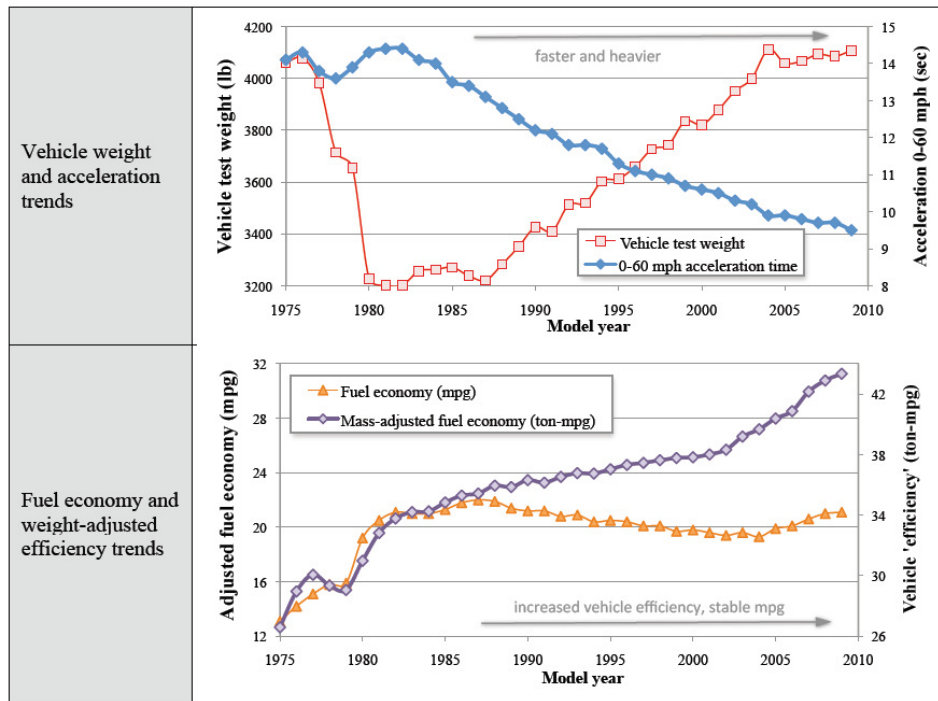 Vehicle weight
and acceleration
trends
Vehicle test weight (lb)
4200
4000
3800
3600
3400
3200
faster and heavier
Vehicle test weight
0-60 mph acceleration time
15
14
13
12
11
10
9
8
Acceleration 0-60 mph (sec)
1975 1980 1985 1990 1995 2000 2005 2010
Model year
Fuel economy and
weight-adjusted
efficiency trends
Adjusted fuel economy (mpg)
32
28
24
20
16
12
Fuel economy (mpg)
Mass-adjusted fuel economy (ton-mpg)
increased vehicle efficiency, stable mpg
42
38
34
30
26
Vehicle 'efficiency' (ton-mpg)
1975 1980 1985 1990 1995 2000 2005 2010
Model year